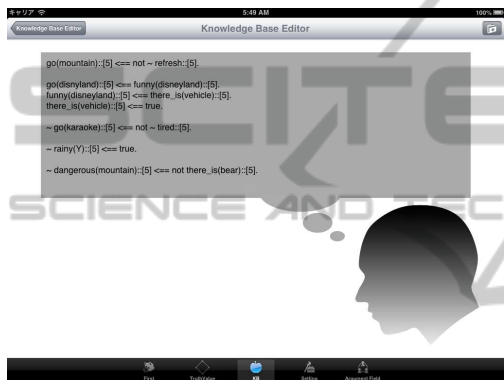 キャリア 5:49 AM 100%
Knowledge Base Editor Knowledge Base Editor
go(mountain)::[5] <== not ~ refresh::[5].
go(disnyland)::[5] <== funny(disneyland)::[5].
funny(disneyland)::[5] <== there_is(vehicle)::[5].
there_is(vehicle)::[5] <== true.
~ go(karaoke)::[5] <== not ~ tired::[5].
~ rainy(Y)::[5] <== true.
~ dangerous(mountain)::[5] <== not there_is(bear)::[5].
SCIENCE AND TEC
First TruthValue KB Setting Argument Field